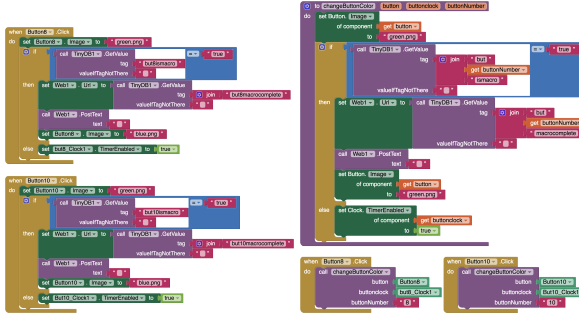 when Button8 .Click
do set Button8 . Image to " green.png "
if call TinyDB1 .GetValue = " true "
tag " but8ismacro "
valueIfTagNotThere " "
then set Web1 . Url to call TinyDB1 .GetValue
tag join " but8macrocomplete "
valueIfTagNotThere " "
call Web1 .PostText
text " "
set Button8 . Image to " blue.png "
else set but8_Clock1 . TimerEnabled to true
when Button10 .Click
do set Button10 . Image to " green.png "
if call TinyDB1 .GetValue = " true "
tag " but10ismacro "
valueIfTagNotThere " "
then set Web1 . Url to call TinyDB1 .GetValue
tag join " but10macrocomplete "
valueIfTagNotThere " "
call Web1 .PostText
text " "
set Button10 . Image to " blue.png "
else set But10_Clock1 . TimerEnabled to true
to changeButtonColor button buttonclock buttonNumber
do set Button. Image
of component get button
to " green.png "
if call TinyDB1 .GetValue = " true "
tag join " but "
get buttonNumber
" ismacro "
valueIfTagNotThere " "
then set Web1 . Url to call TinyDB1 .GetValue
tag join " but "
get buttonNumber
" macrocomplete
valueIfTagNotThere " "
call Web1 .PostText
text " "
set Button. Image
of component get button
to " green.png "
else set Clock. TimerEnabled
of component get buttonclock
to true
when Button8 .Click
do call changeButtonColor
button Button8
buttonclock but8_Clock1
buttonNumber " 8 "
when Button10 .Click
do call changeButtonColor
button Button10
buttonclock But10_Clock1
buttonNumber " 10 "